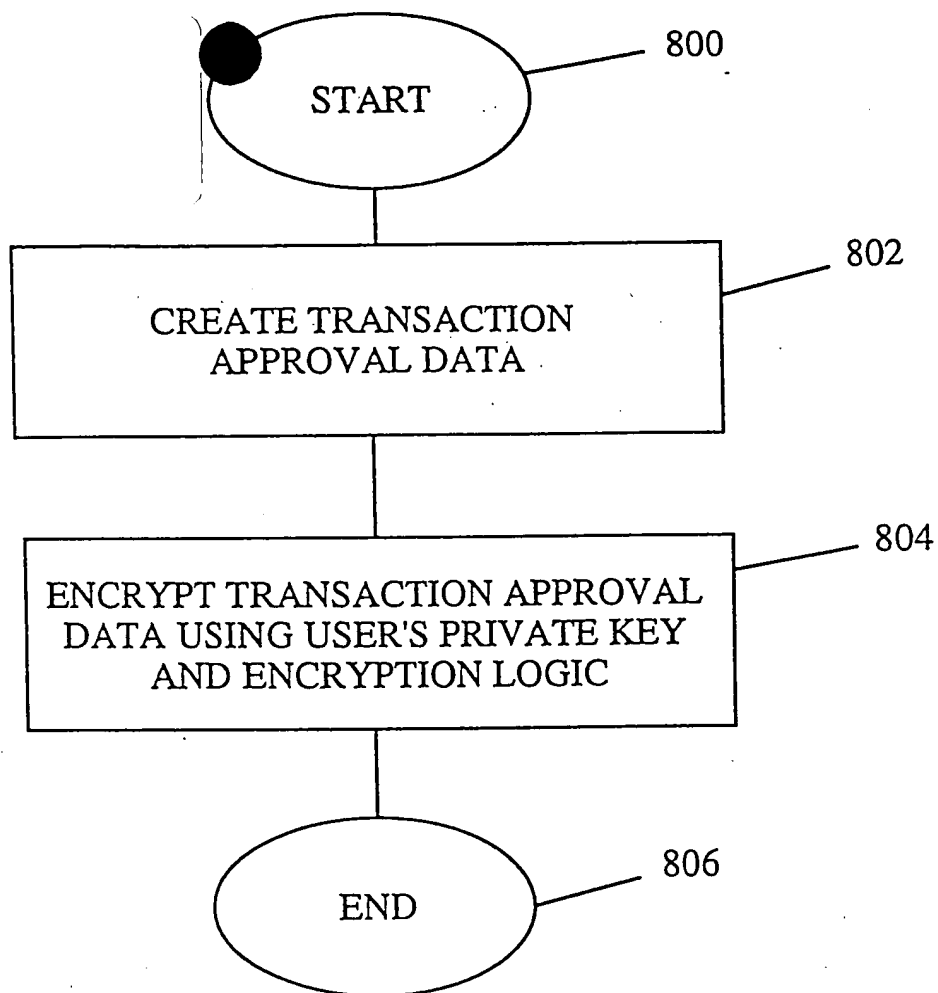 800
START
802
CREATE TRANSACTION
APPROVAL DATA
804
ENCRYPT TRANSACTION APPROVAL
DATA USING USER'S PRIVATE KEY
AND ENCRYPTION LOGIC
806
END